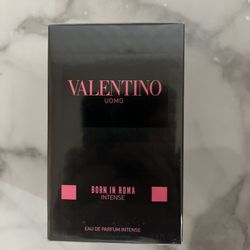 VALENTINO
UOMO
BORN IN ROMA
INTENSE
EAU DE PARFUM INTENSE